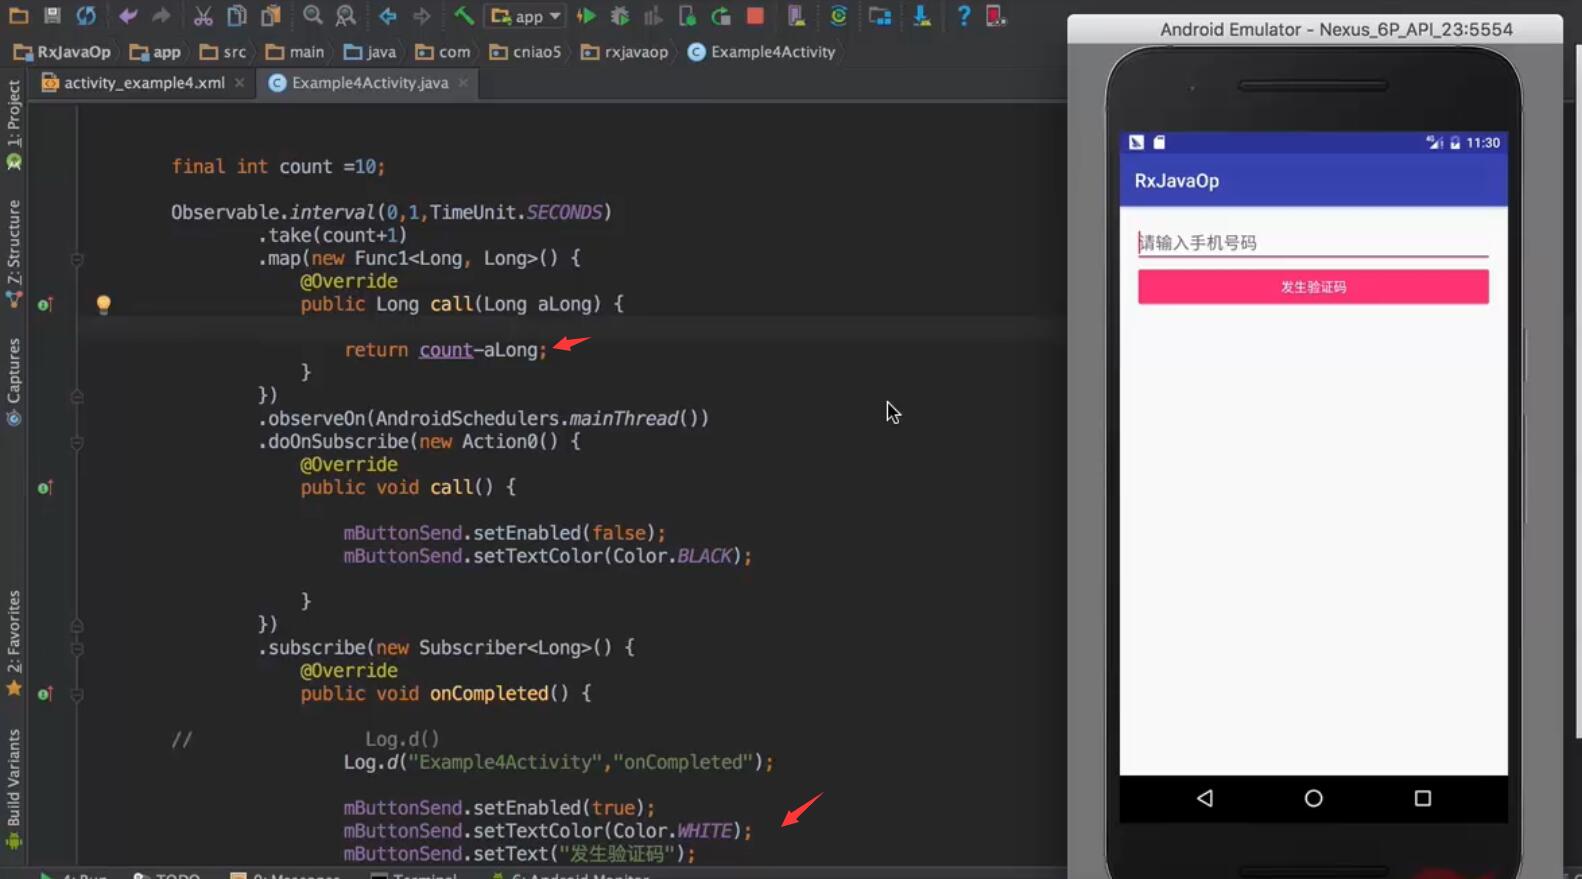 app
RxJavaOp app src main java com cniao5 rxjavaop Example4Activity
activity_example4.xml Example4Activity.java
1: Project
7: Structure
Captures
2: Favorites
Build Variants
final int count =10;
Observable.interval(0,1,TimeUnit.SECONDS)
.take(count+1)
.map(new Func1<Long, Long>() {
@Override
public Long call(Long aLong) {
return count-aLong;
}
})
.observeOn(AndroidSchedulers.mainThread())
.doOnSubscribe(new Action0() {
@Override
public void call() {
mButtonSend.setEnabled(false);
mButtonSend.setTextColor(Color.BLACK);
}
})
.subscribe(new Subscriber<Long>() {
@Override
public void onCompleted() {
// Log.d()
Log.d("Example4Activity","onCompleted");
mButtonSend.setEnabled(true);
mButtonSend.setTextColor(Color.WHITE);
mButtonSend.setText("发生验证码");
Android Emulator - Nexus_6P_API_23:5554
11:30
RxJavaOp
请输入手机号码
发生验证码